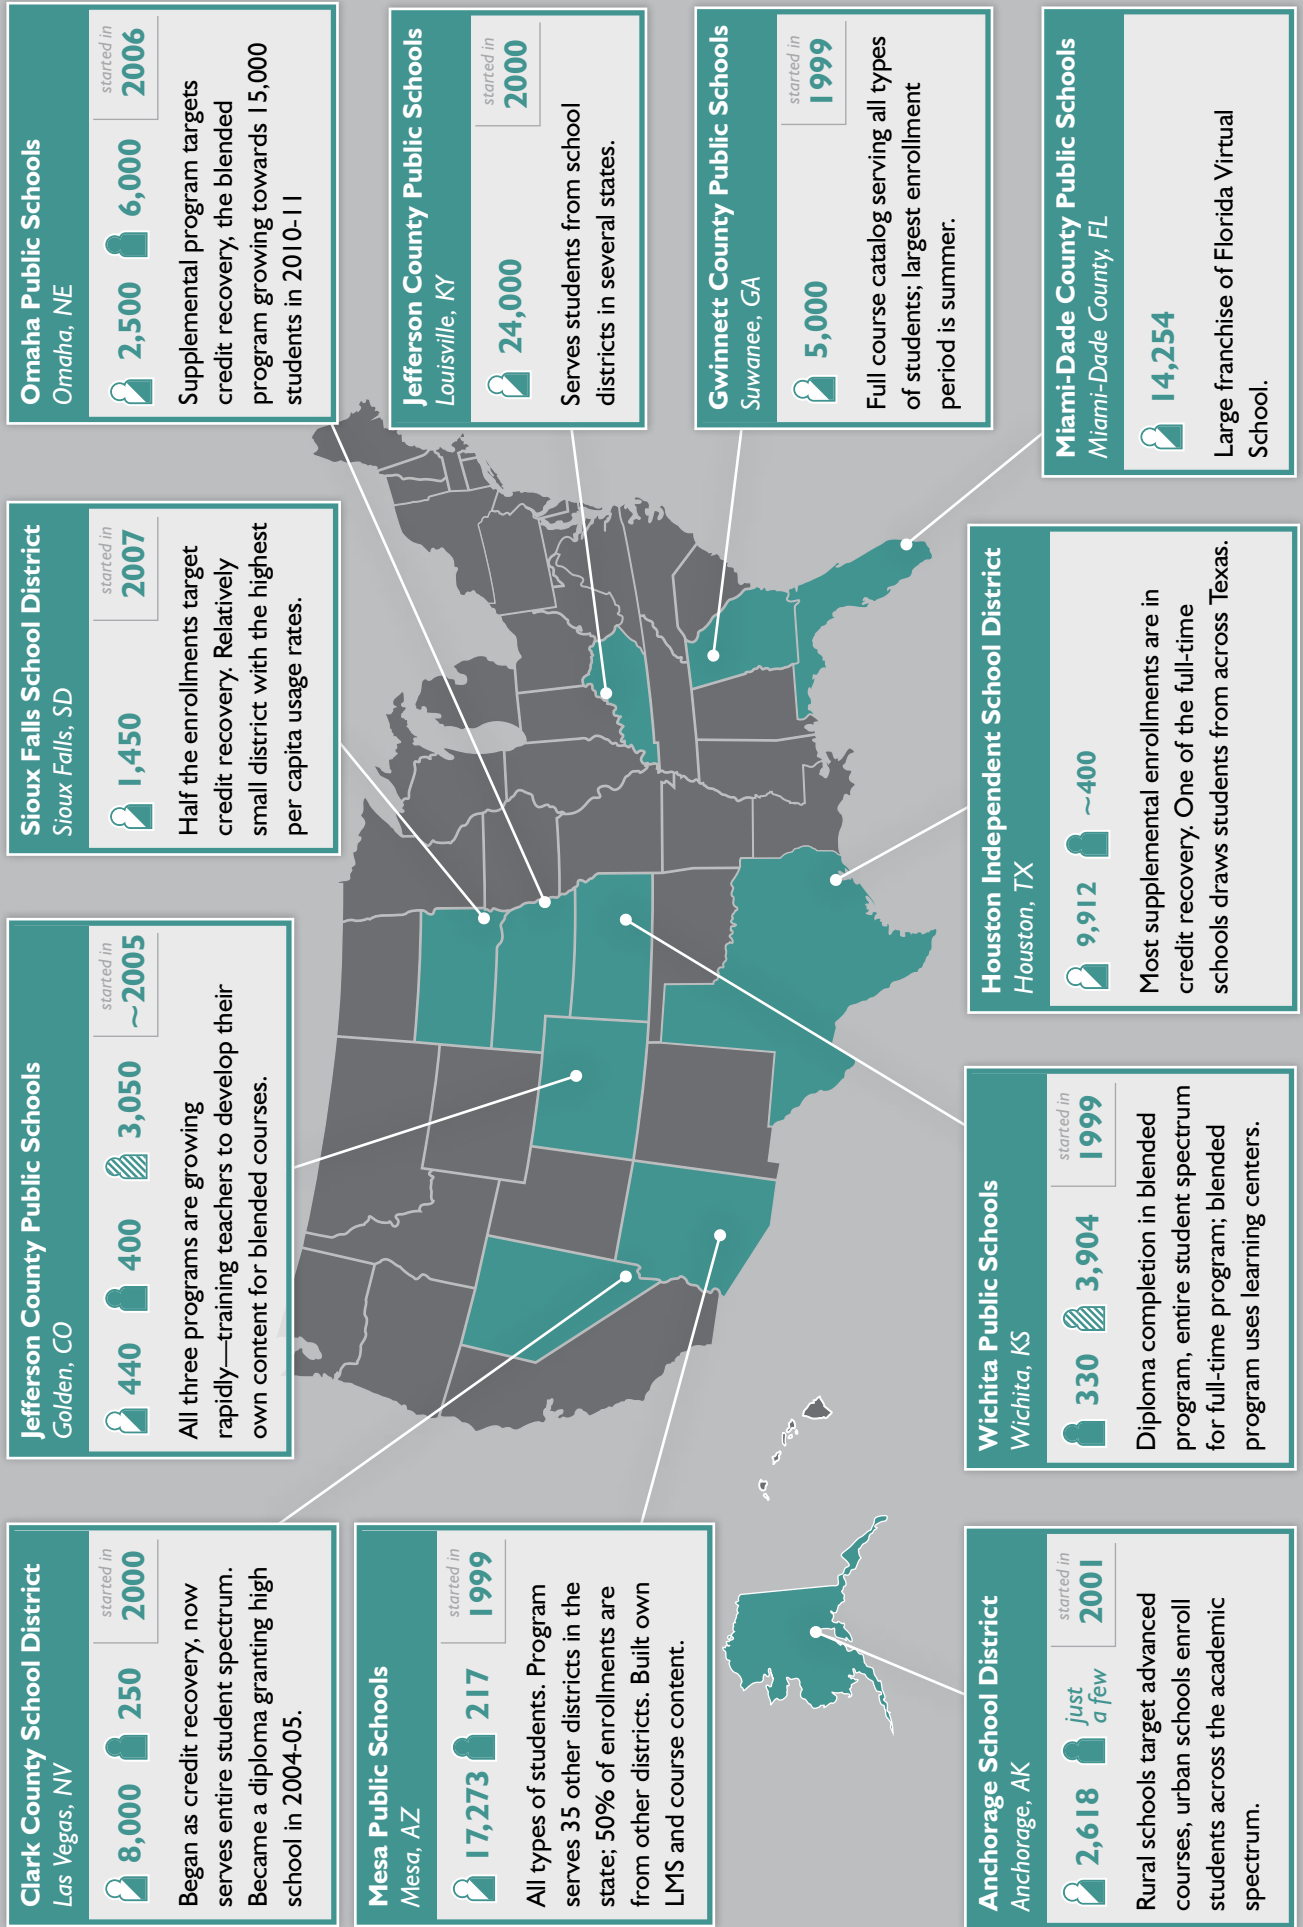 Clark County School District
Las Vegas, NV
8,000 250
started in
2000
Began as credit recovery, now
serves entire student spectrum.
Became a diploma granting high
school in 2004-05.
Jefferson County Public Schools
Golden, CO
440 400 3,050
started in
~2005
All three programs are growing
rapidly—training teachers to develop their
own content for blended courses.
Sioux Falls School District
Sioux Falls, SD
1,450
started in
2007
Half the enrollments target
credit recovery. Relatively
small district with the highest
per capita usage rates.
Omaha Public Schools
Omaha, NE
2,500 6,000
started in
2006
Supplemental program targets
credit recovery, the blended
program growing towards 15,000
students in 2010-11
Mesa Public Schools
Mesa, AZ
17,273 217
started in
1999
All types of students. Program
serves 35 other districts in the
state; 50% of enrollments are
from other districts. Built own
LMS and course content.
Jefferson County Public Schools
Louisville, KY
24,000
started in
2000
Serves students from school
districts in several states.
Gwinnett County Public Schools
Suwanee, GA
5,000
started in
1999
Full course catalog serving all types
of students; largest enrollment
period is summer.
Anchorage School District
Anchorage, AK
2,618 just
a few
started in
2001
Rural schools target advanced
courses, urban schools enroll
students across the academic
spectrum.
Wichita Public Schools
Wichita, KS
330 3,904
started in
1999
Diploma completion in blended
program, entire student spectrum
for full-time program; blended
program uses learning centers.
Houston Independent School District
Houston, TX
9,912 ~400
Most supplemental enrollments are in
credit recovery. One of the full-time
schools draws students from across Texas.
Miami-Dade County Public Schools
Miami-Dade County, FL
14,254
Large franchise of Florida Virtual
School.